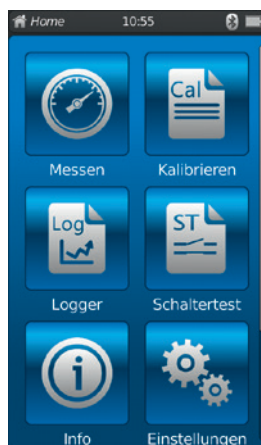 Home 10:55
Cal
Messen Kalibrieren
Log ST
Logger Schaltertest
Info Einstellungen